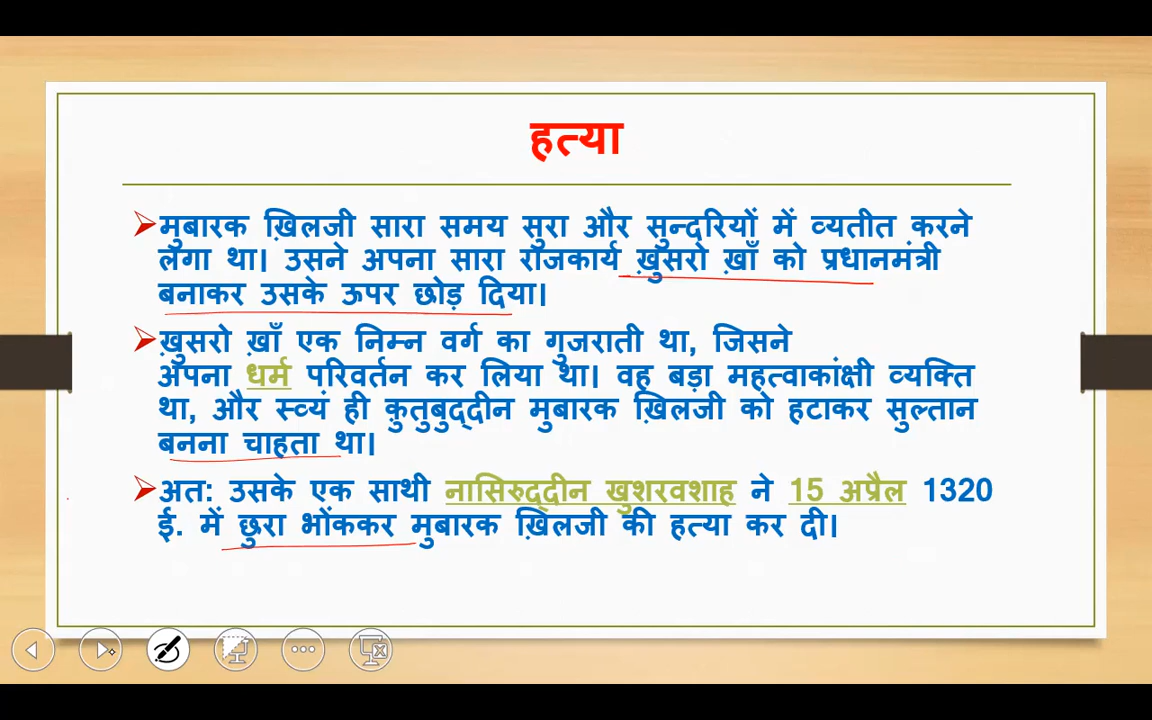 हत्या
मुबारक ख़िलजी सारा समय सुरा और सुन्दरियों में व्यतीत करने
लगा था। उसने अपना सारा राजकार्य ख़ुसरो ख़ाँ को प्रधानमंत्री
बनाकर उसके ऊपर छोड़ दिया।
ख़ुसरो ख़ाँ एक निम्न वर्ग का गुजराती था, जिसने
अपना धर्म परिवर्तन कर लिया था। वह बड़ा महत्वाकांक्षी व्यक्ति
था, और स्व्यं ही क़ुतुबुद्दीन मुबारक ख़िलजी को हटाकर सुल्तान
बनना चाहता था।
अत: उसके एक साथी नासिरुद्दीन खुशरवशाह ने 15 अप्रैल 1320
ई. में छुरा भोंककर मुबारक ख़िलजी की हत्या कर दी।